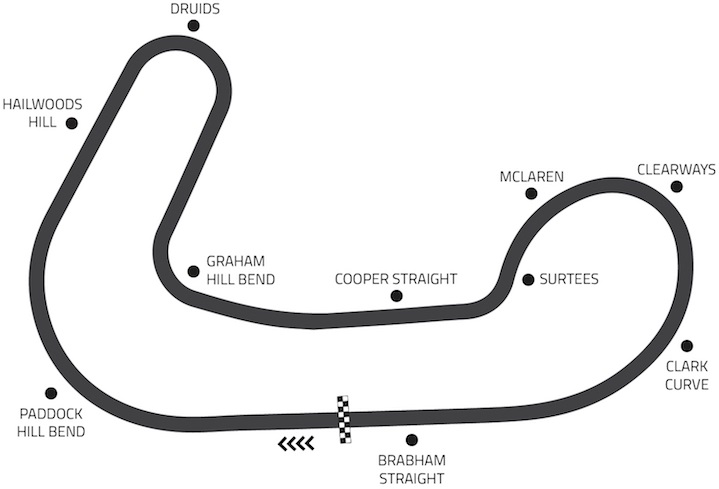 DRUIDS
HAILWOODS
HILL
MCLAREN
CLEARWAYS
GRAHAM
HILL BEND
COOPER STRAIGHT
SURTEES
CLARK
CURVE
PADDOCK
HILL BEND
BRABHAM
STRAIGHT